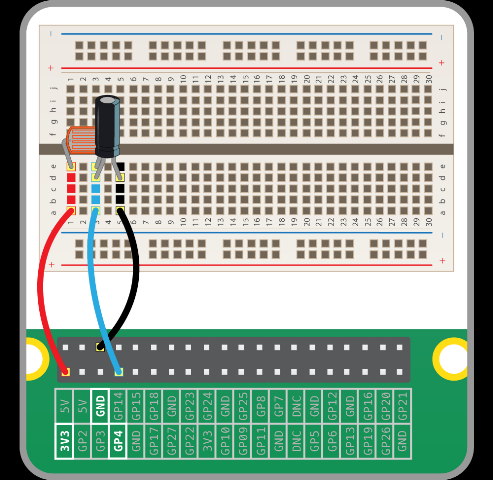 1 2 3 4 5 6 7 8 9 10 11 12 13 14 15 16 17 18 19 20 21 22 23 24 25 26 27 28 29 30
f g h i j
f g h i j
a b c d e
a b c d e
1 2 3 4 5 6 7 8 9 10 11 12 13 14 15 16 17 18 19 20 21 22 23 24 25 26 27 28 29 30
5V 5V GND GP14 GP15 GP18 GND GP23 GP24 GND GP25 GP8 GP7 DNC GND GP12 GND GP16 GP20 GP21
3V3 GP2 GP3 GP4 GND GP17 GP27 GP22 3V3 GP10 GP09 GP11 GND DNC GP5 GP6 GP13 GP19 GP26 GND